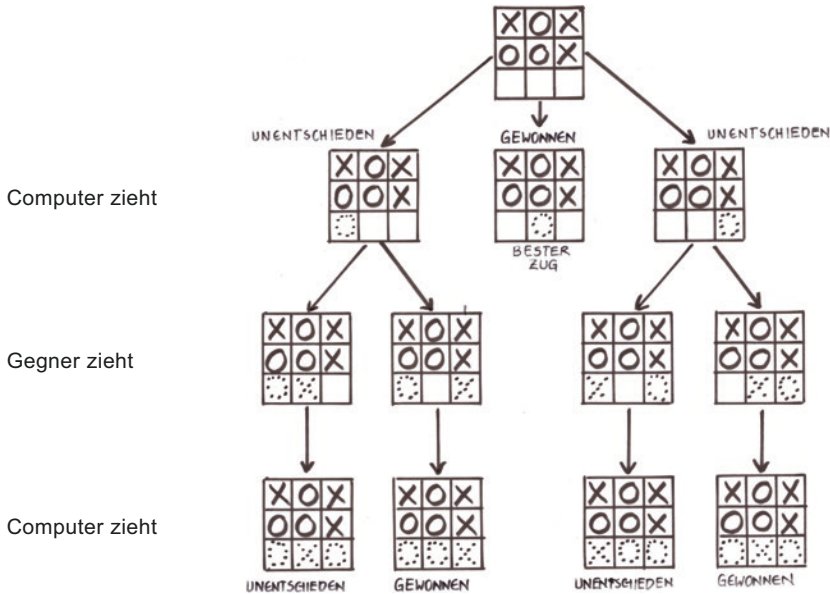 UNENTSCHIEDEN
GEWONNEN
UNENTSCHIEDEN
Computer zieht
BESTER
ZUG
Gegner zieht
Computer zieht
UNENTSCHIEDEN
GEWONNEN
UNENTSCHIEDEN
GEWONNEN